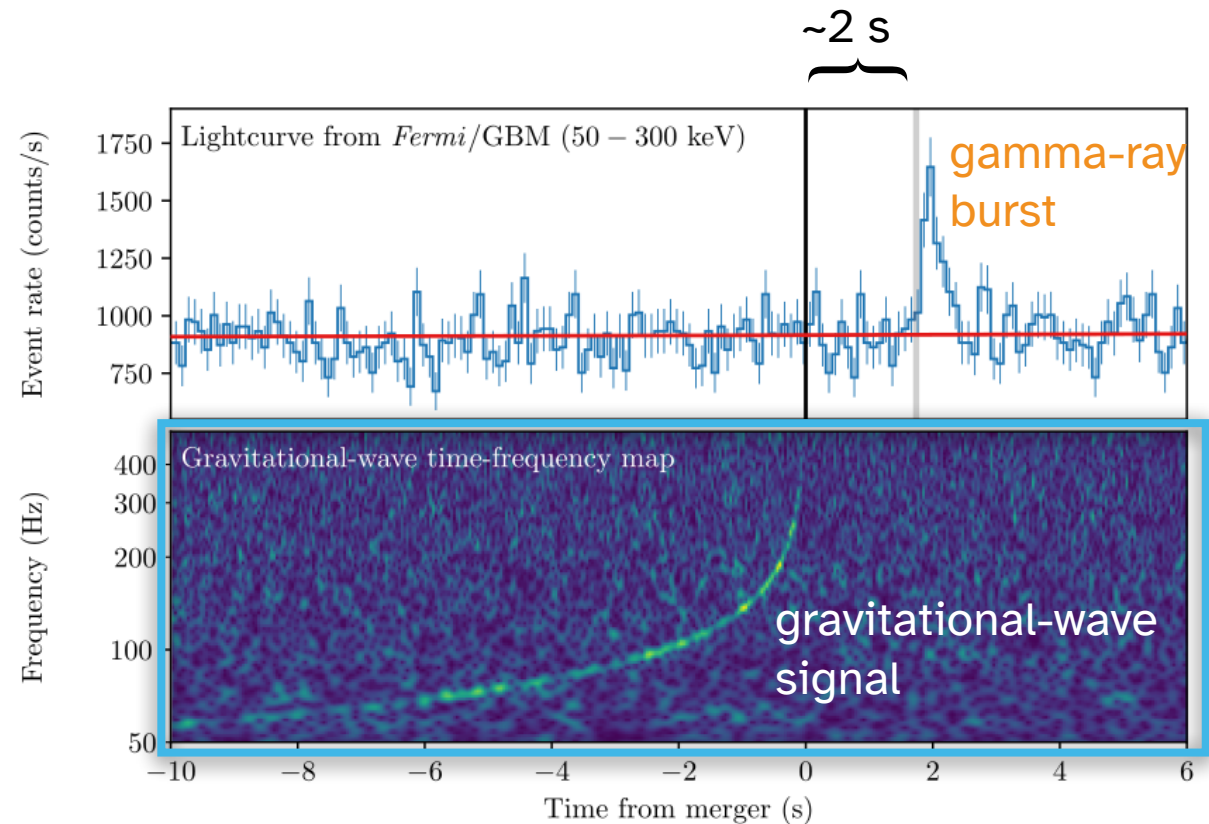 ~2 s
Lightcurve from Fermi/GBM (50 − 300 keV)
gamma-ray
burst
Event rate (counts/s)
1750
1500
1250
1000
750
Gravitational-wave time-frequency map
gravitational-wave
signal
Frequency (Hz)
400
300
200
100
50
−10 −8 −6 −4 −2 0 2 4 6
Time from merger (s)